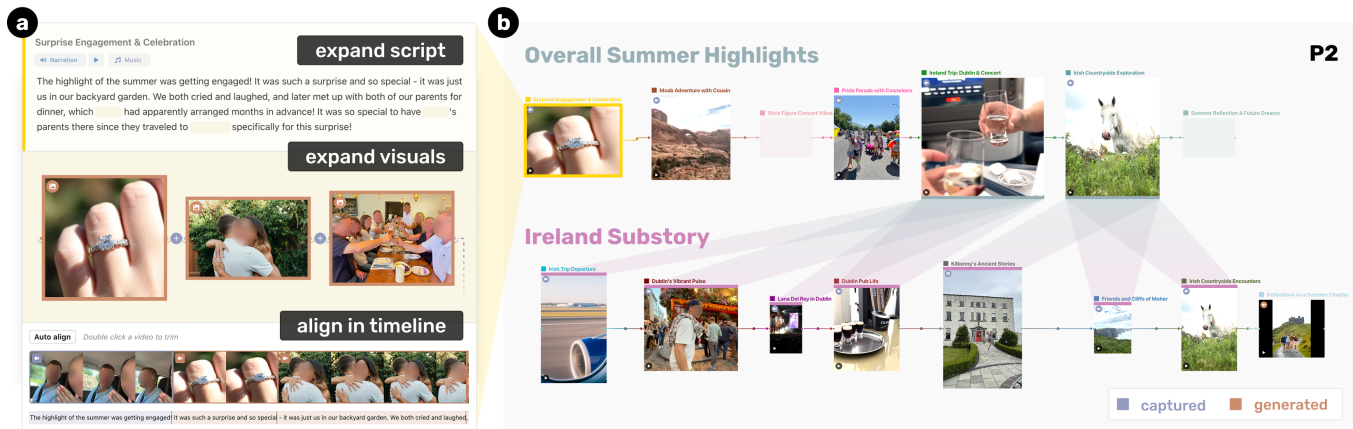 a
Surprise Engagement & Celebration
Narration
Music
expand script
The highlight of the summer was getting engaged! It was such a surprise and so special - it was just
us in our backyard garden. We both cried and laughed, and later met up with both of our parents for
dinner, which had apparently arranged months in advance! It was so special to have 's
parents there since they traveled to specifically for this surprise!
expand visuals
align in timeline
Auto align
Double click a video to trim
The highlight of the summer was getting engaged! It was such a surprise and so special - it was just us in our backyard garden. We both cried and laughed,
b
Overall Summer Highlights
P2
Surprise Engagement & Celebration
Moab Adventure with Cousin
Stick Figure Concert Vibes
Pride Parade with Coworkers
Ireland Trip: Dublin & Concert
Irish Countryside Exploration
Summer Reflection & Future Dreams
Ireland Substory
Irish Trip Departure
Dublin's Vibrant Pulse
Lana Del Rey in Dublin
Dublin Pub Life
Kilkenny's Ancient Stories
Friends and Cliffs of Moher
Irish Countryside Encounters
Reflections on a Summer Chapter
captured
generated